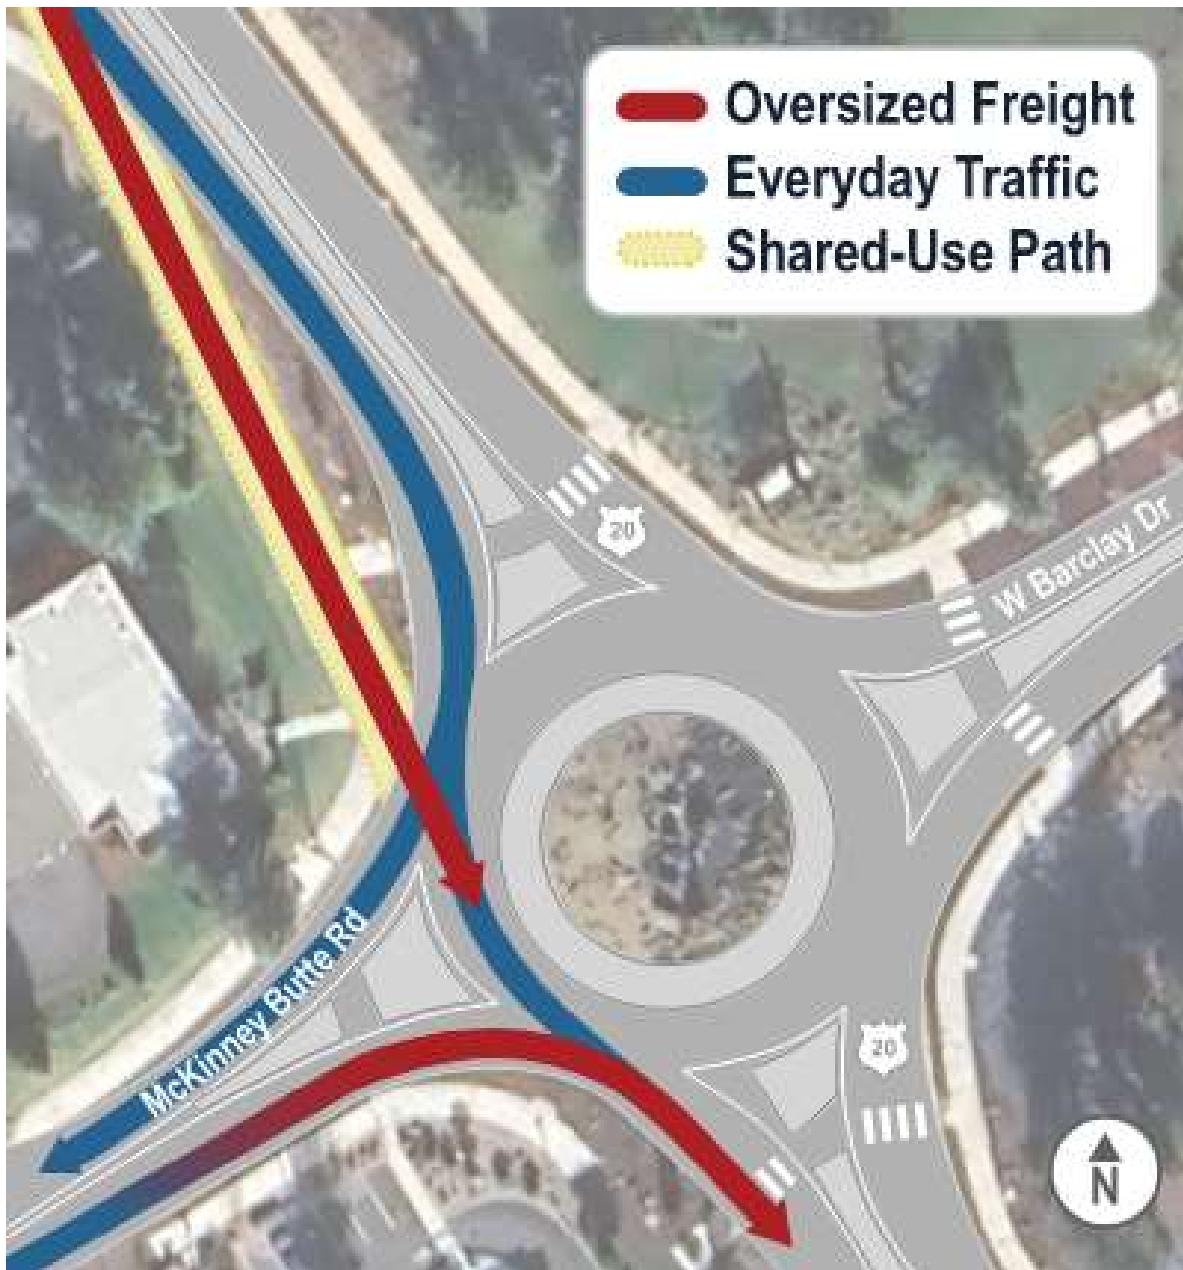 Oversized Freight
Everyday Traffic
Shared-Use Path
20
W Barclay Dr
McKinney Butte Rd
20
N